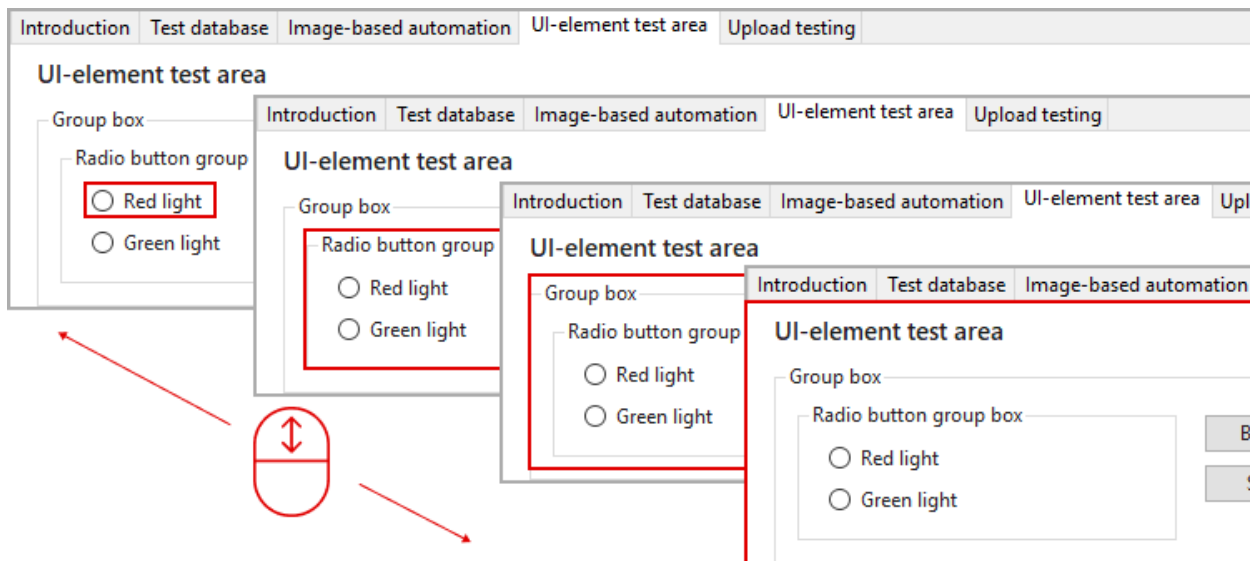 Introduction Test database Image-based automation UI-element test area Upload testing
UI-element test area
Group box
Radio button group
Red light
Green light
Introduction Test database Image-based automation UI-element test area Upload testing
UI-element test area
Group box
Radio button group
Red light
Green light
Introduction Test database Image-based automation UI-element test area Upl
UI-element test area
Group box
Radio button group
Red light
Green light
Introduction Test database Image-based automation
UI-element test area
Group box
Radio button group box
B
Red light
S
Green light